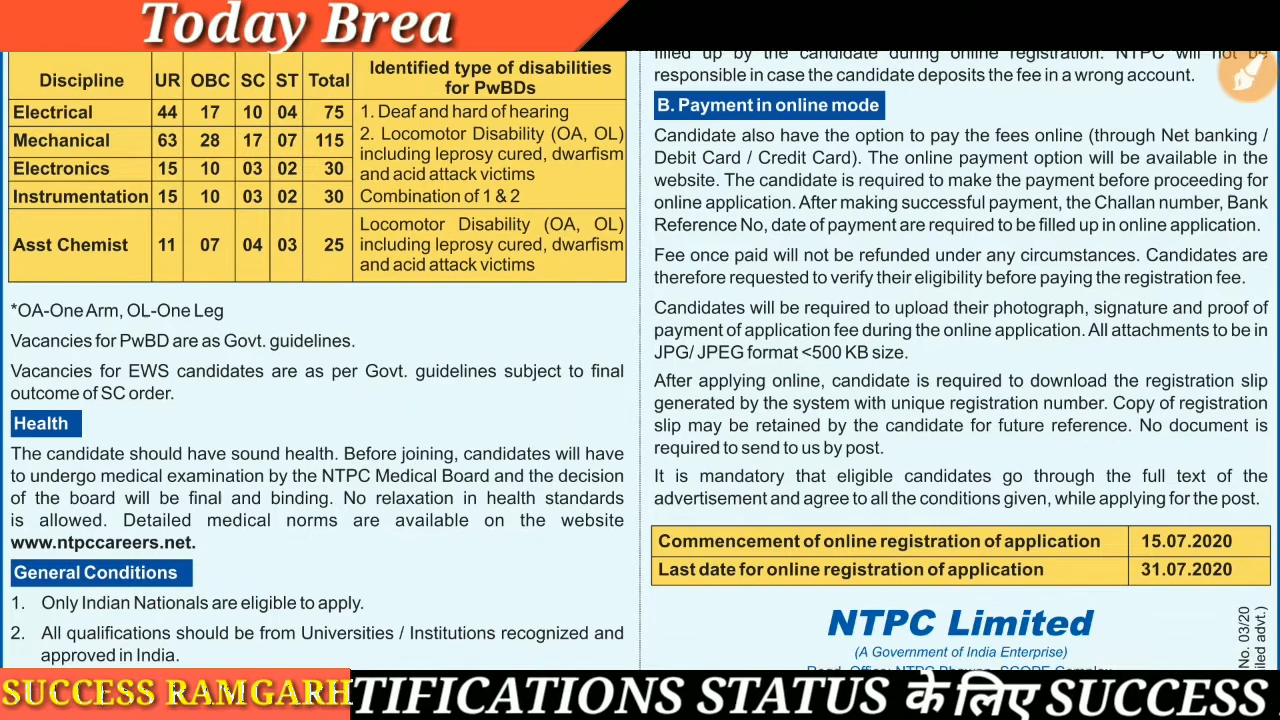 Today Brea
Discipline UR OBC SC ST Total Identified type of disabilities for PwBDs
Electrical 44 17 10 04 75 1. Deaf and hard of hearing
Mechanical 63 28 17 07 115 2. Locomotor Disability (OA, OL)
including leprosy cured, dwarfism
Electronics 15 10 03 02 30 and acid attack victims
Instrumentation 15 10 03 02 30 Combination of 1 & 2
Locomotor Disability (OA, OL)
Asst Chemist 11 07 04 03 25 including leprosy cured, dwarfism
and acid attack victims
*OA-One Arm, OL-One Leg
Vacancies for PwBD are as Govt. guidelines.
Vacancies for EWS candidates are as per Govt. guidelines subject to final
outcome of SC order.
Health
The candidate should have sound health. Before joining, candidates will have
to undergo medical examination by the NTPC Medical Board and the decision
of the board will be final and binding. No relaxation in health standards
is allowed. Detailed medical norms are available on the website
www.ntpccareers.net.
General Conditions
1. Only Indian Nationals are eligible to apply.
2. All qualifications should be from Universities / Institutions recognized and
approved in India.
filled up by the candidate during online registration. NTPC will not be
responsible in case the candidate deposits the fee in a wrong account.
B. Payment in online mode
Candidate also have the option to pay the fees online (through Net banking /
Debit Card / Credit Card). The online payment option will be available in the
website. The candidate is required to make the payment before proceeding for
online application. After making successful payment, the Challan number, Bank
Reference No, date of payment are required to be filled up in online application.
Fee once paid will not be refunded under any circumstances. Candidates are
therefore requested to verify their eligibility before paying the registration fee.
Candidates will be required to upload their photograph, signature and proof of
payment of application fee during the online application. All attachments to be in
JPG/ JPEG format <500 KB size.
After applying online, candidate is required to download the registration slip
generated by the system with unique registration number. Copy of registration
slip may be retained by the candidate for future reference. No document is
required to send to us by post.
It is mandatory that eligible candidates go through the full text of the
advertisement and agree to all the conditions given, while applying for the post.
Commencement of online registration of application 15.07.2020
Last date for online registration of application 31.07.2020
NTPC Limited
(A Government of India Enterprise)
No. 03/20
SUCCESS RAMGARH
TIFICATIONS STATUS के लिए SUCCESS